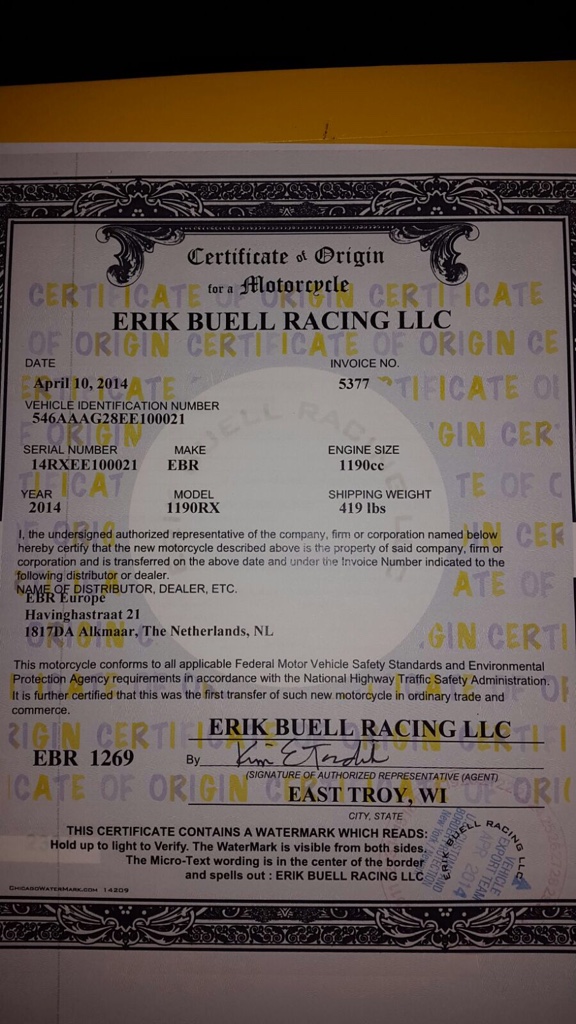 Certificate of Origin
for a Motorcycle
ERIK BUELL RACING LLC
DATE INVOICE NO.
April 10, 2014 5377
VEHICLE IDENTIFICATION NUMBER
546AAAG28EE100021
SERIAL NUMBER MAKE ENGINE SIZE
14RXEE100021 EBR 1190cc
YEAR MODEL SHIPPING WEIGHT
2014 1190RX 419 lbs
I, the undersigned authorized representative of the company, firm or corporation named below
hereby certify that the new motorcycle described above is the property of said company, firm or
corporation and is transferred on the above date and under the Invoice Number indicated to the
following distributor or dealer.
NAME OF DISTRIBUTOR, DEALER, ETC.
EBR Europe
Havinghastraat 21
1817DA Alkmaar, The Netherlands, NL
This motorcycle conforms to all applicable Federal Motor Vehicle Safety Standards and Environmental
Protection Agency requirements in accordance with the National Highway Traffic Safety Administration.
It is further certified that this was the first transfer of such new motorcycle in ordinary trade and
commerce.
ERIK BUELL RACING LLC
EBR 1269 By
(SIGNATURE OF AUTHORIZED REPRESENTATIVE (AGENT)
EAST TROY, WI
CITY, STATE
THIS CERTIFICATE CONTAINS A WATERMARK WHICH READS:
Hold up to light to Verify. The WaterMark is visible from both sides.
The Micro-Text wording is in the center of the border
and spells out : ERIK BUELL RACING LLC
ERIK BUELL RACING LLC
VEHICLE
EXPORT TEAM
APR 2014
CHICAGOWATERMARK.COM 14209